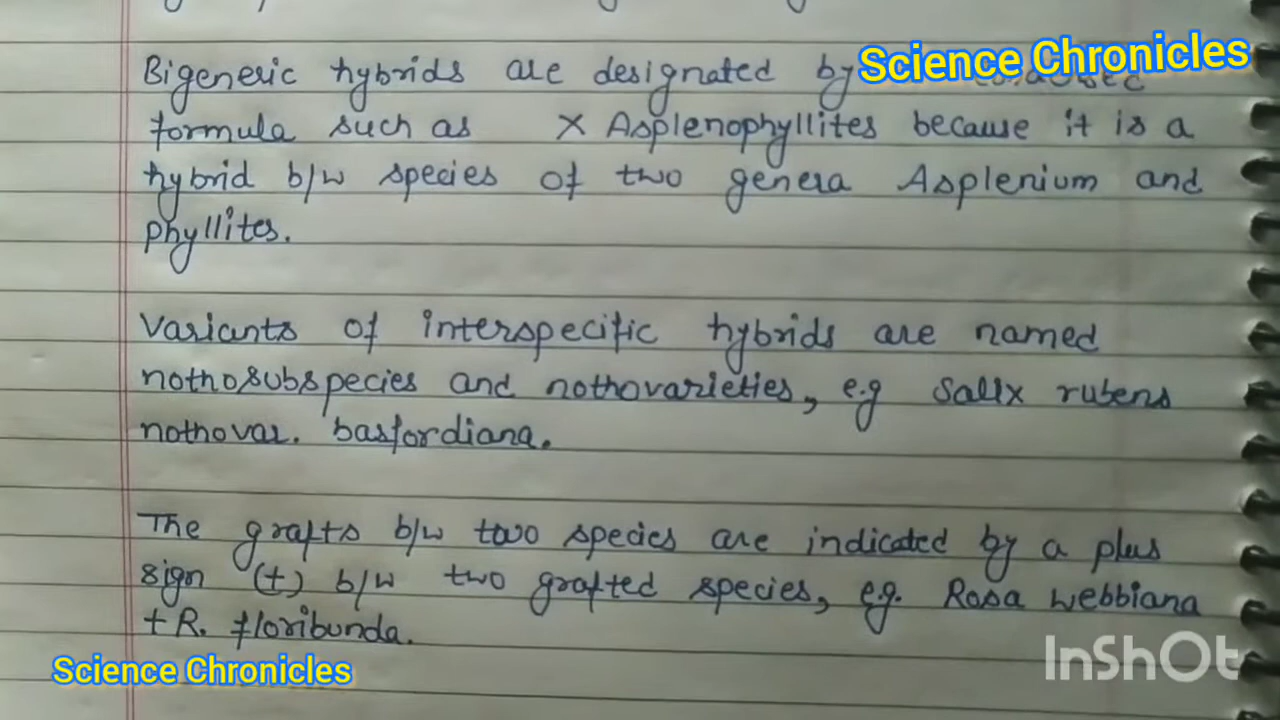 Science Chronicles
Bigeneric hybrids are designated by
formula such as × Asplenophyllites because it is a
hybrid b/w species of two genera Asplenium and
phyllites.
Variants of interspecific hybrids are named
nothosubspecies and nothovarieties, e.g Salix rubens
nothovar. basfordiana.
The grafts b/w two species are indicated by a plus
sign (+) b/w two grafted species, e.g. Rosa webbiana
+ R. floribunda.
Science Chronicles
InShOt